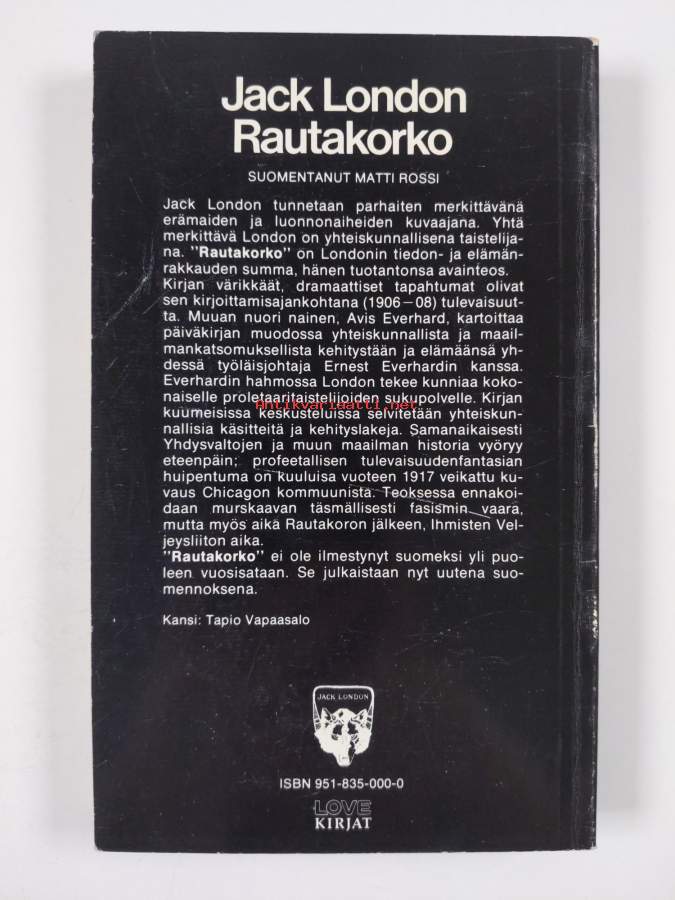 Jack London
Rautakorko
SUOMENTANUT MATTI ROSSI
Jack London tunnetaan parhaiten merkittävänä
erämaiden ja luonnonaiheiden kuvaajana. Yhtä
merkittävä London on yhteiskunnallisena taistelija-
na. "Rautakorko" on Londonin tiedon- ja elämän-
rakkauden summa, hänen tuotantonsa avainteos.
Kirjan värikkäät, dramaattiset tapahtumat olivat
sen kirjoittamisajankohtana (1906—08) tulevaisuut-
ta. Muuan nuori nainen, Avis Everhard, kartoittaa
päiväkirjan muodossa yhteiskunnallista ja maail-
mankatsomuksellista kehitystään ja elämäänsä yh-
dessä työläisjohtaja Ernest Everhardin kanssa.
Everhardin hahmossa London tekee kunniaa koko-
naiselle proletaaritaistelijoiden sukupolvelle. Kirjan
Antikvariaatti.net
kuumeisissa keskusteluissa selvitetään yhteiskun-
nallisia käsitteitä ja kehityslakeja. Samanaikaisesti
Yhdysvaltojen ja muun maailman historia vyöryy
eteenpäin; profeetallisen tulevaisuudenfantasian
huipentuma on kuuluisa vuoteen 1917 veikattu ku-
vaus Chicagon kommuunista. Teoksessa ennakoi-
daan murskaavan täsmällisesti fasismin vaara,
mutta myös aika Rautakoron jälkeen, Ihmisten Vel-
jeysliiton aika.
"Rautakorko" ei ole ilmestynyt suomeksi yli puo-
leen vuosisataan. Se julkaistaan nyt uutena suo-
mennoksena.
Kansi: Tapio Vapaasalo
JACK LONDON
ISBN 951-835-000-0
LOVE
KIRJAT